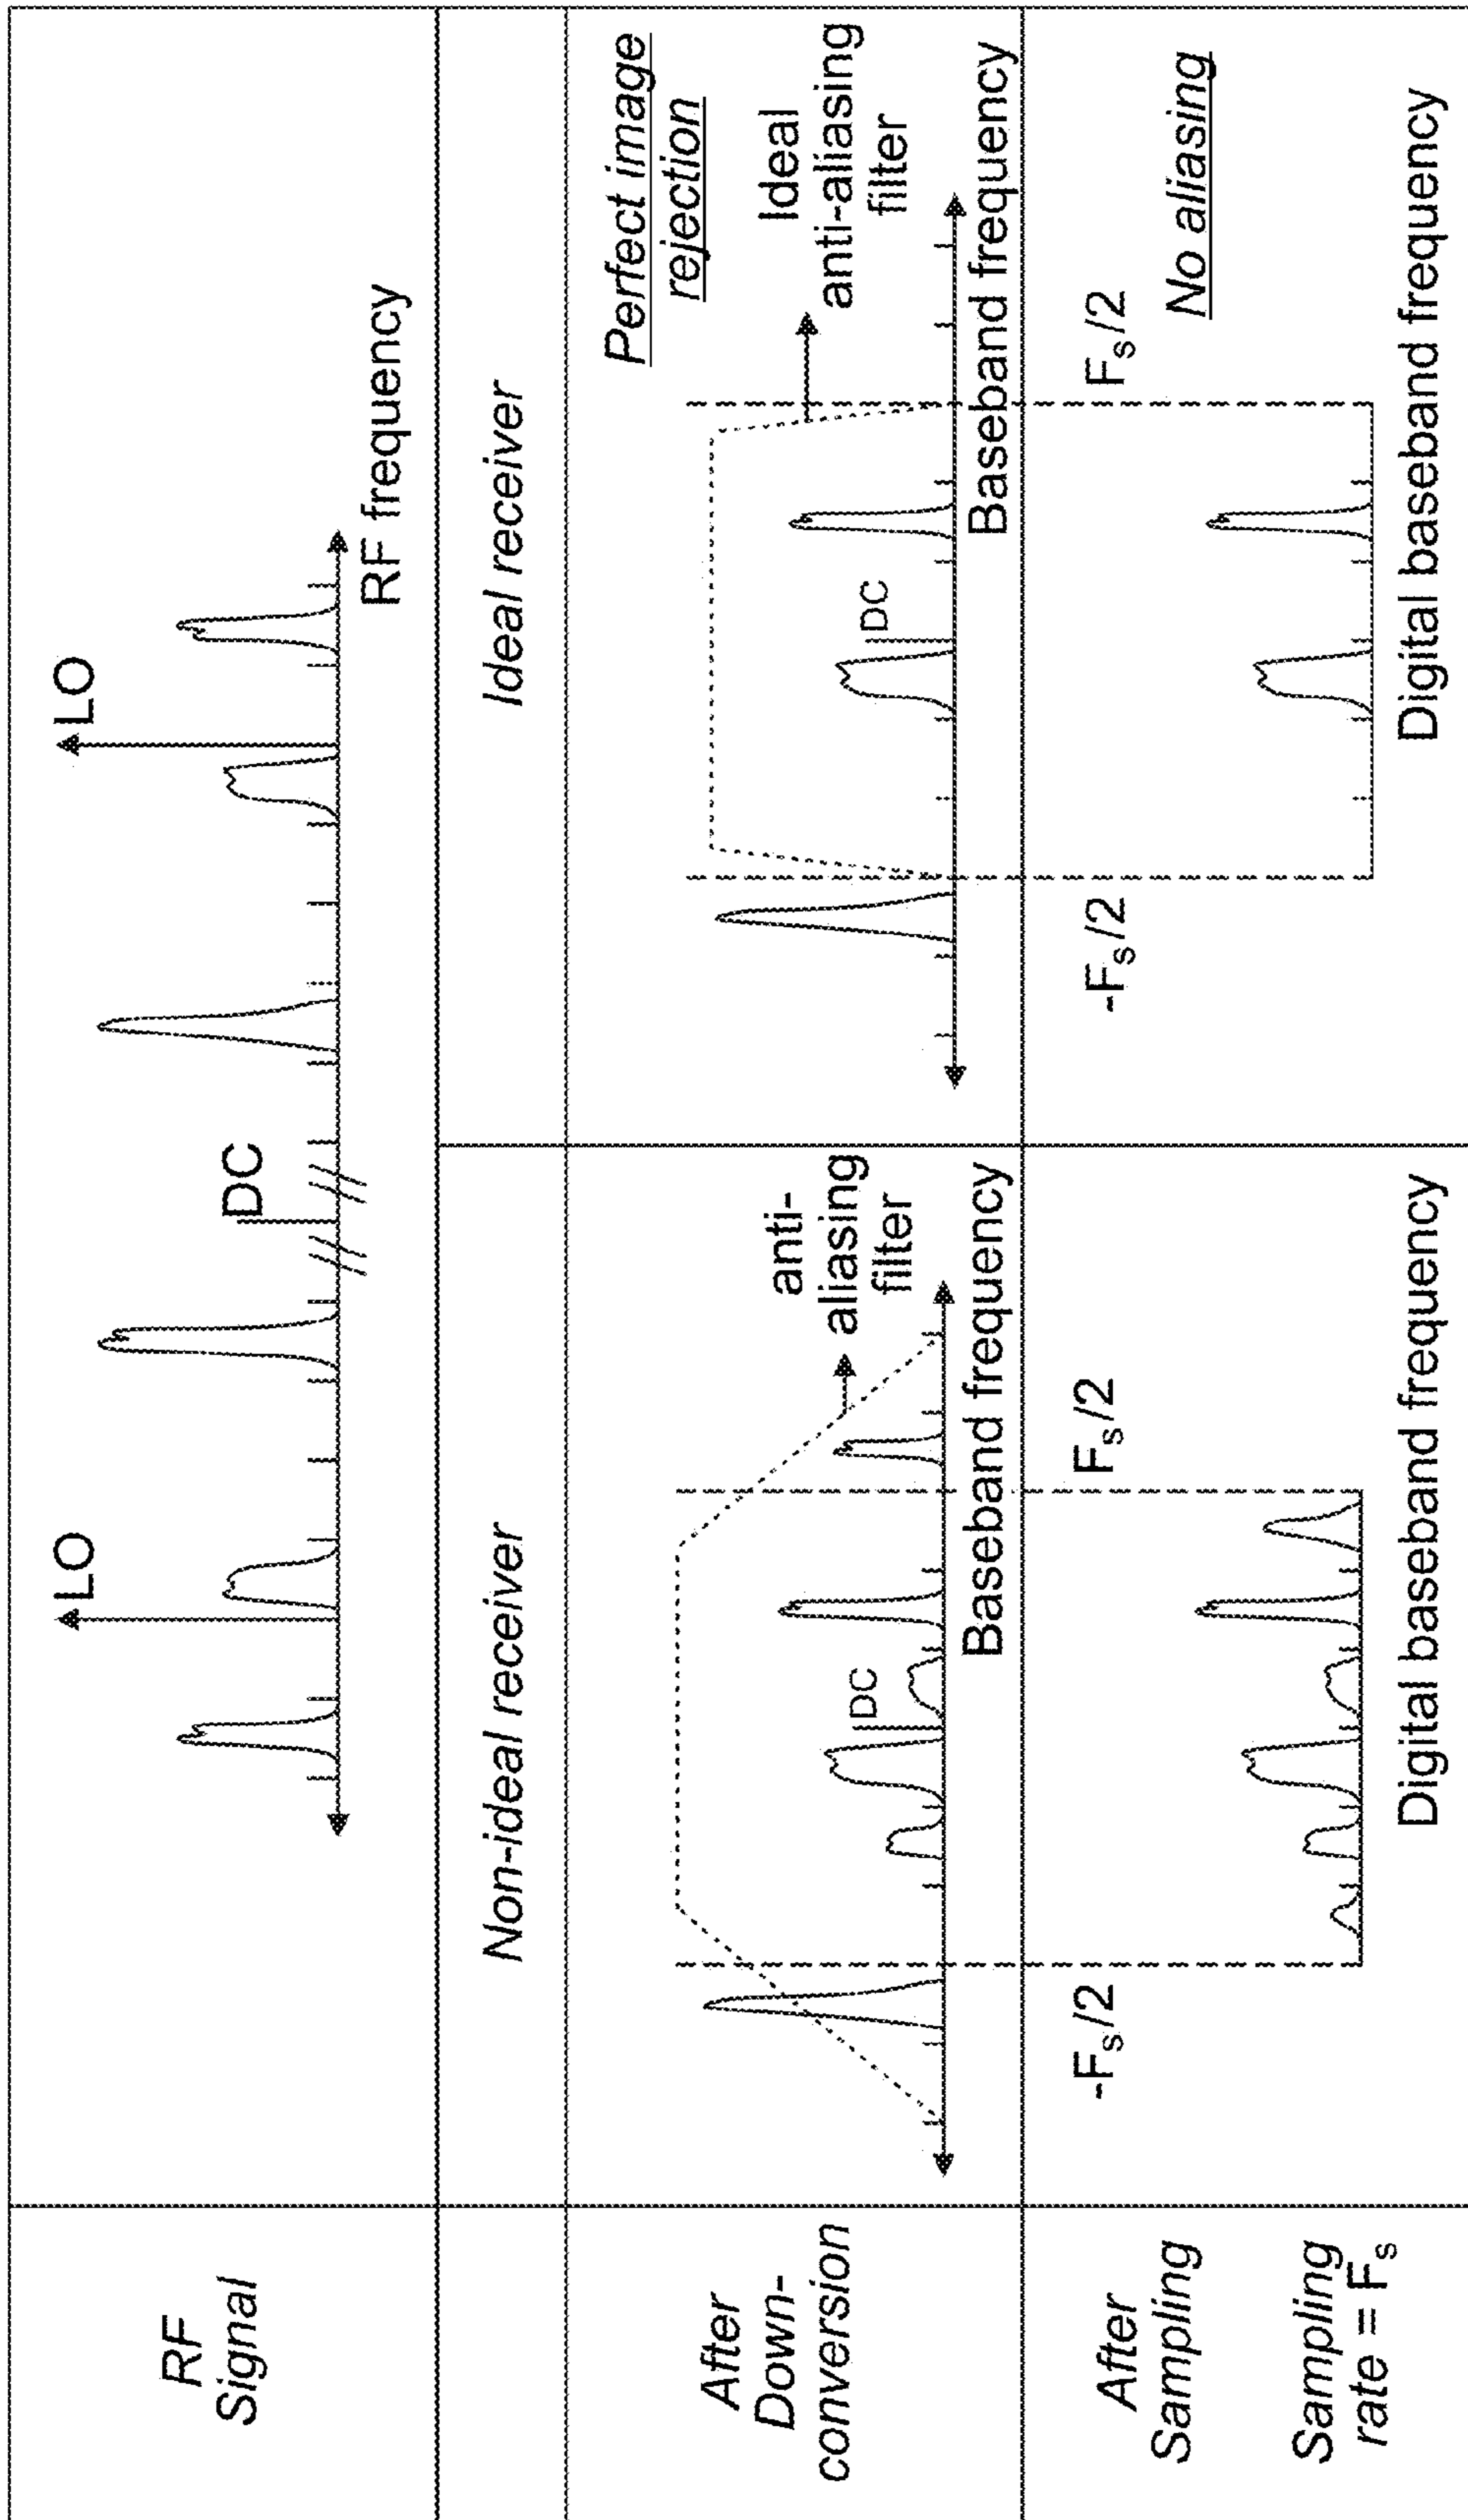 RF
Signal
LO
DC
LO
RF frequency
Non-ideal receiver
Ideal receiver
After
Down-
conversion
DC
anti-
aliasing
filter
Baseband frequency
Perfect image
rejection
Ideal
anti-aliasing
filter
DC
Baseband frequency
After
Sampling
Sampling
rate = Fs
-Fs/2
Fs/2
Digital baseband frequency
-Fs/2
Fs/2
No aliasing
Digital baseband frequency